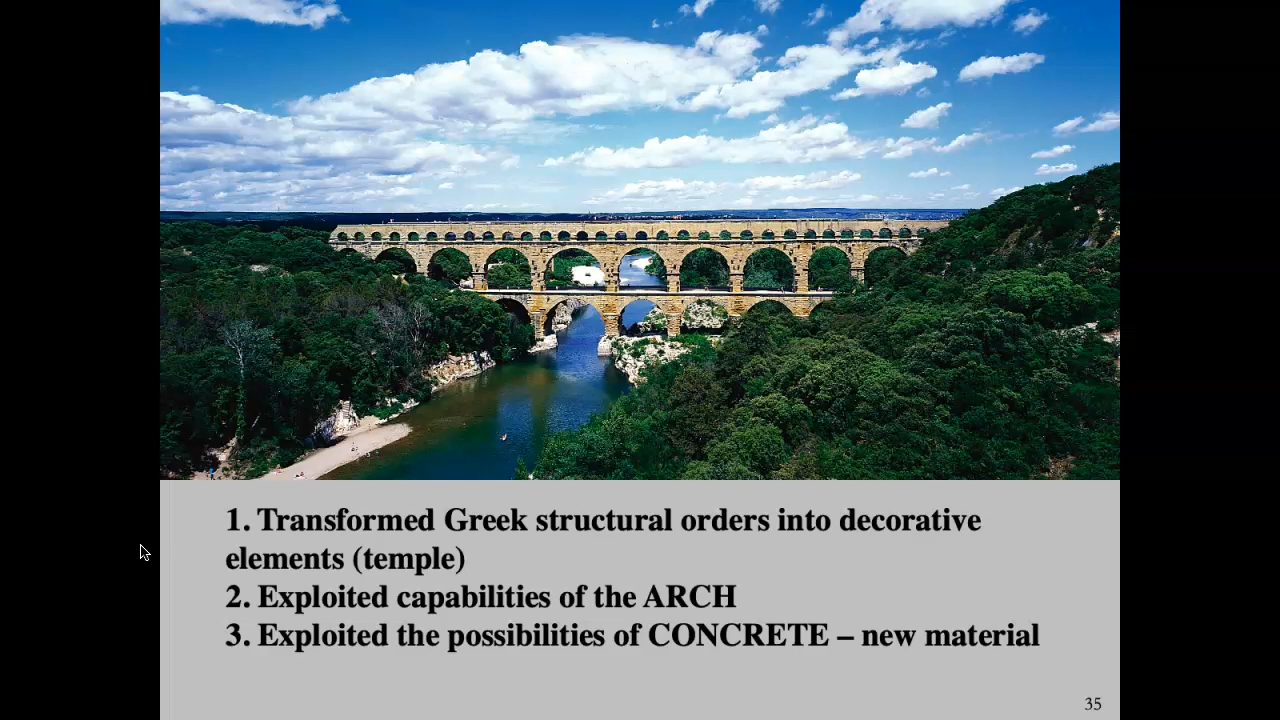 1. Transformed Greek structural orders into decorative
elements (temple)
2. Exploited capabilities of the ARCH
3. Exploited the possibilities of CONCRETE – new material
35